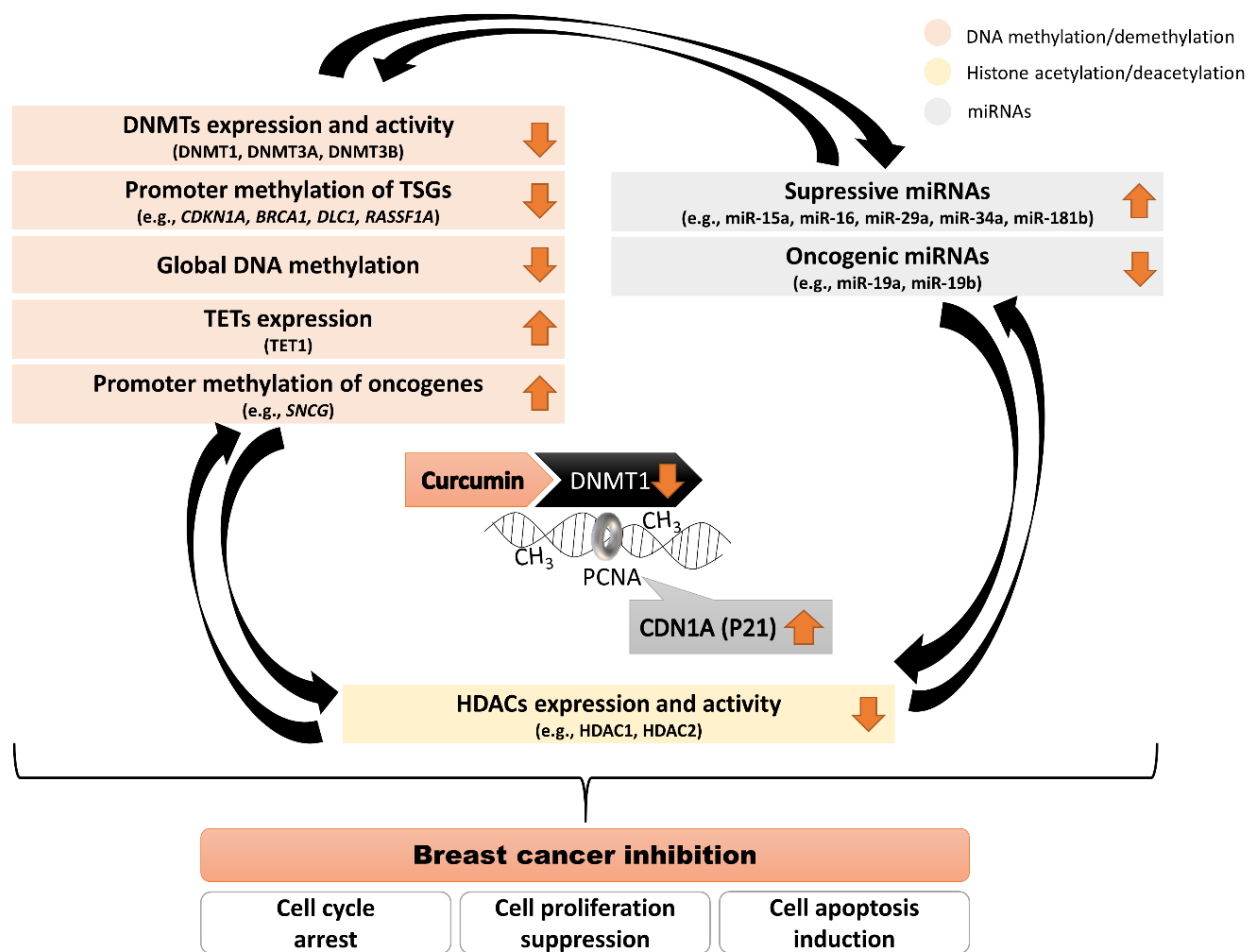 DNA methylation/demethylation
Histone acetylation/deacetylation
miRNAs
DNMTs expression and activity
(DNMT1, DNMT3A, DNMT3B)
Promoter methylation of TSGs
(e.g., CDKN1A, BRCA1, DLC1, RASSF1A)
Global DNA methylation
TETs expression
(TET1)
Promoter methylation of oncogenes
(e.g., SNCG)
Supressive miRNAs
(e.g., miR-15a, miR-16, miR-29a, miR-34a, miR-181b)
Oncogenic miRNAs
(e.g., miR-19a, miR-19b)
Curcumin
DNMT1
CH3
CH3
PCNA
CDN1A (P21)
HDACs expression and activity
(e.g., HDAC1, HDAC2)
Breast cancer inhibition
Cell cycle
arrest
Cell proliferation
suppression
Cell apoptosis
induction